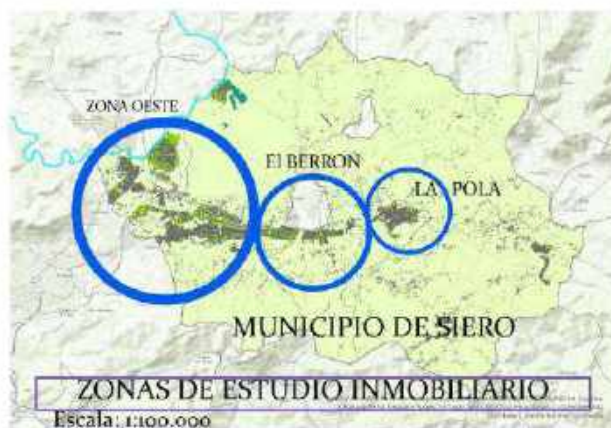 ZONA OESTE
El BERRON
LA POLA
MUNICIPIO DE SIERO
ZONAS DE ESTUDIO INMOBILIARIO
Escala: 1:100.000